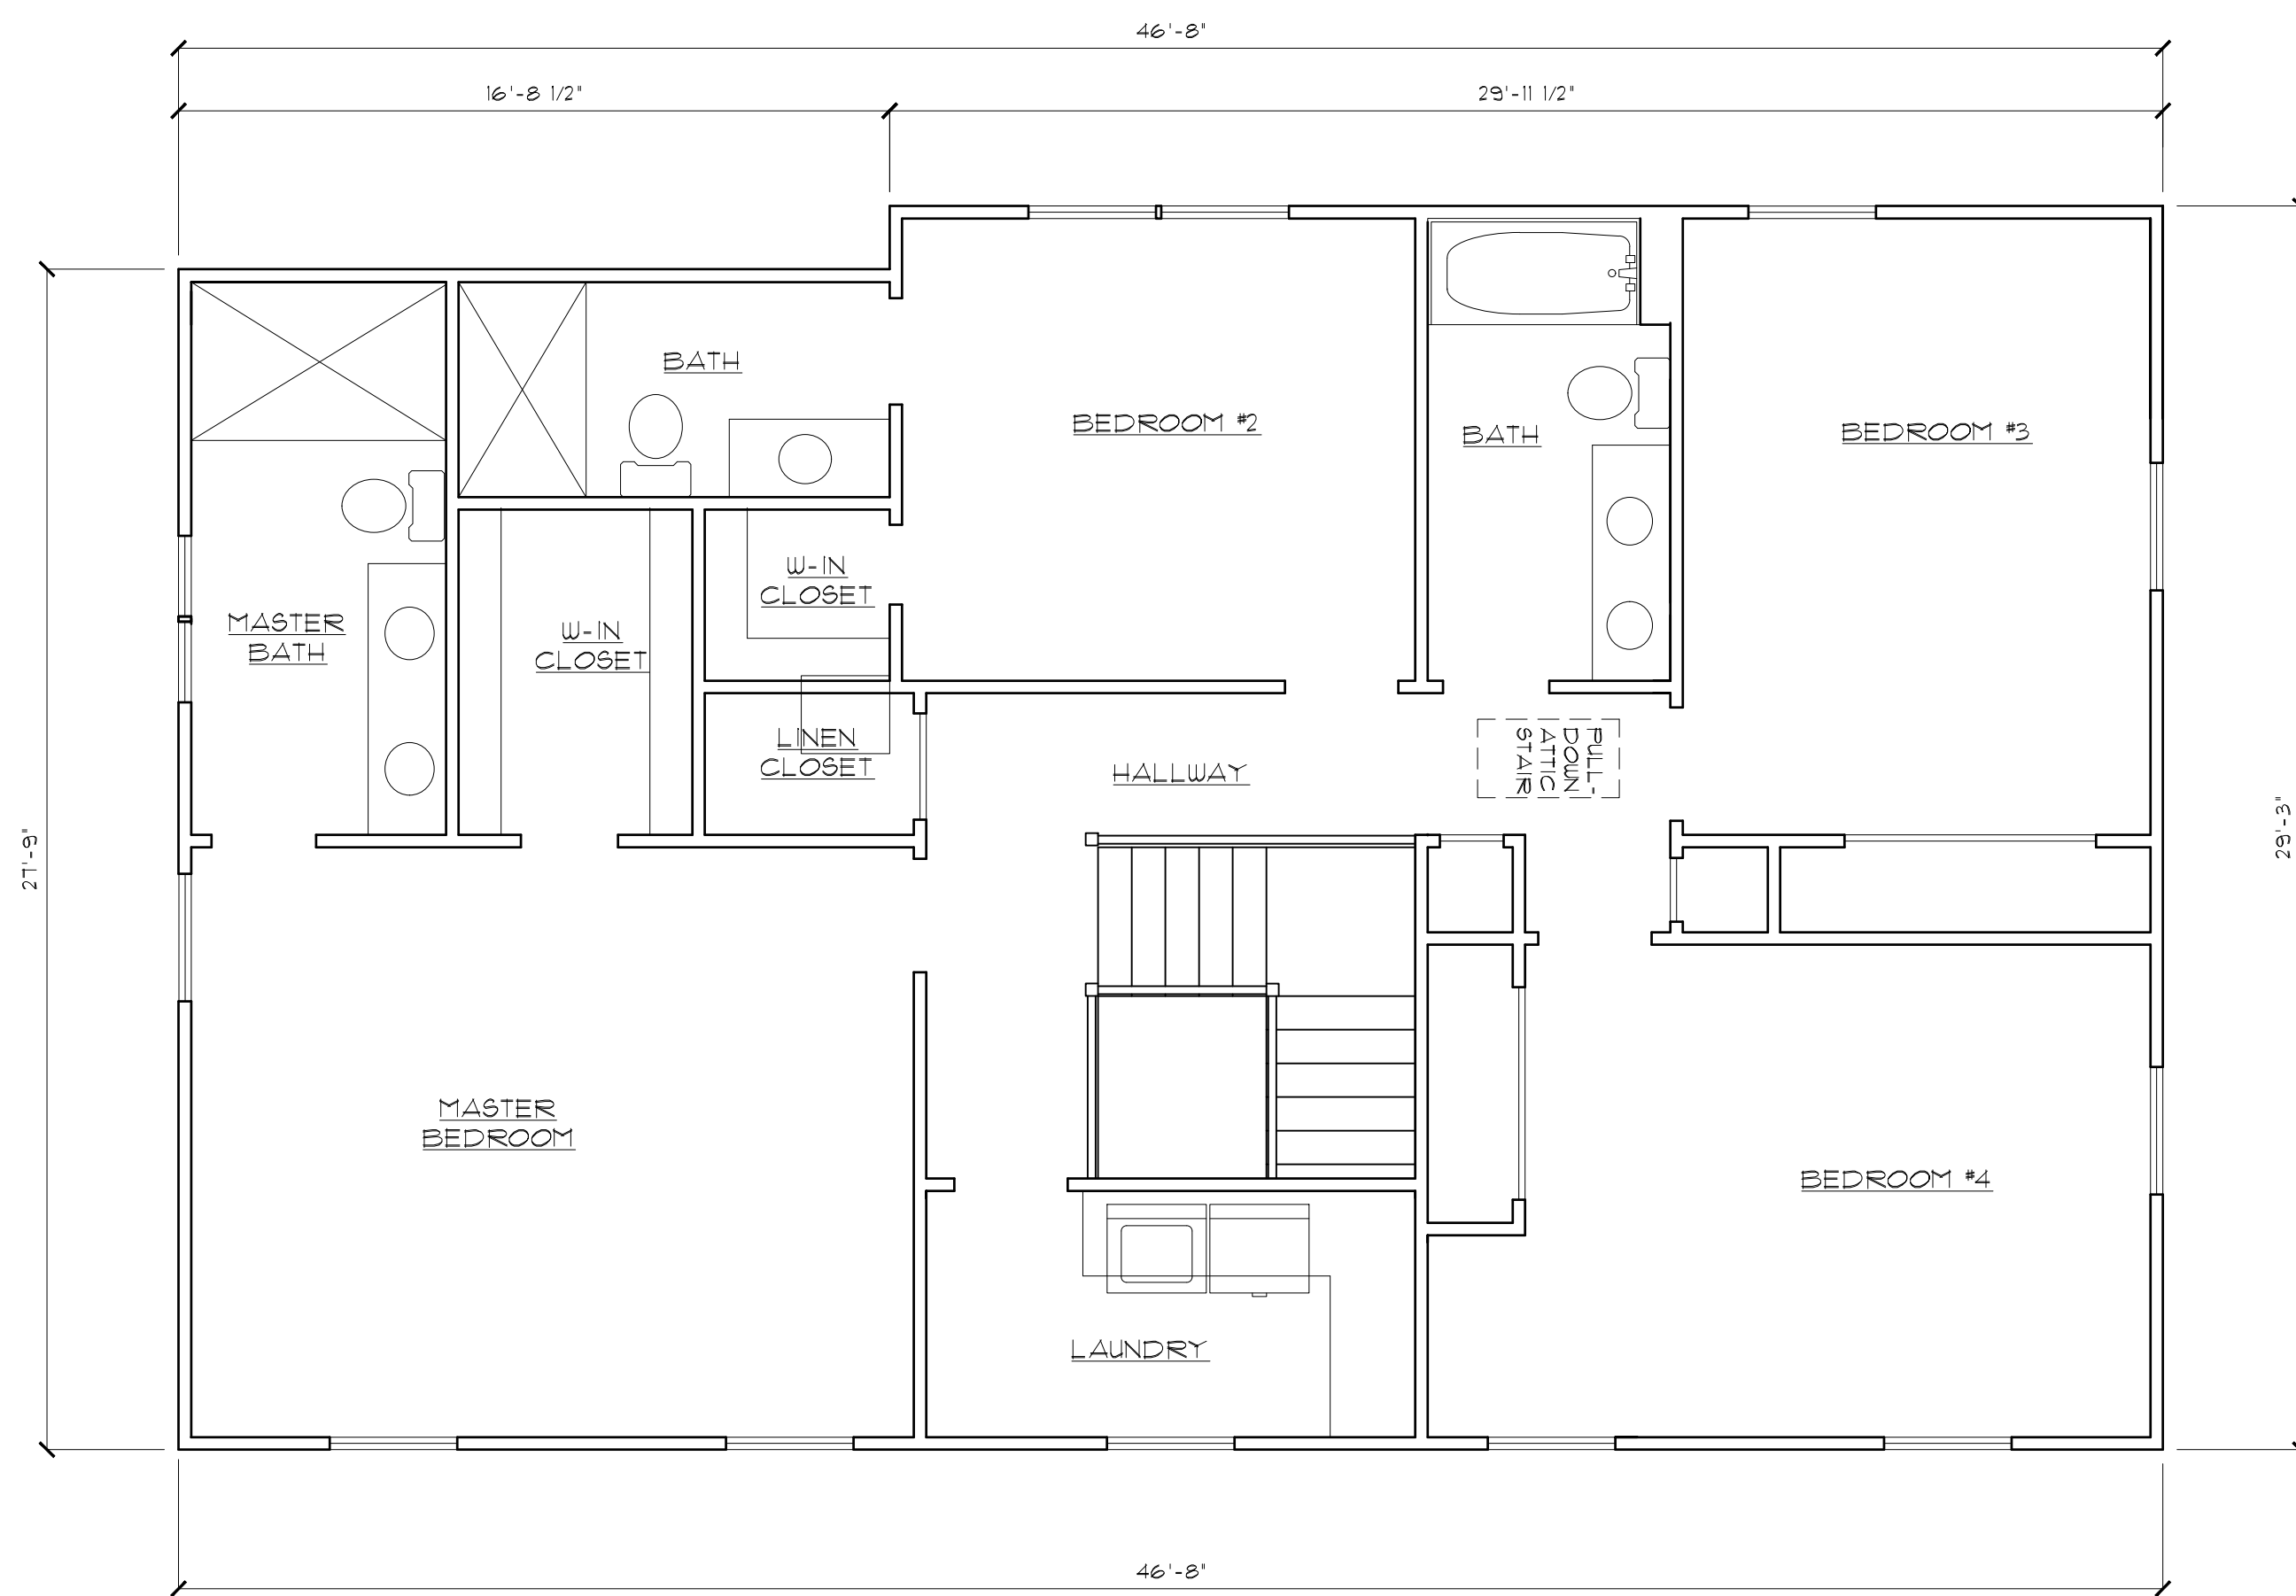 46'-8"
16'-8 1/2"
29'-11 1/2"
BATH
BEDROOM #2
BATH
BEDROOM #3
W-IN
CLOSET
MASTER
BATH
W-IN
CLOSET
LINEN
CLOSET
HALLWAY
PULL-
DOWN
ATTIC
STAIR
27'-9"
29'-3"
MASTER
BEDROOM
BEDROOM #4
LAUNDRY
46'-8"